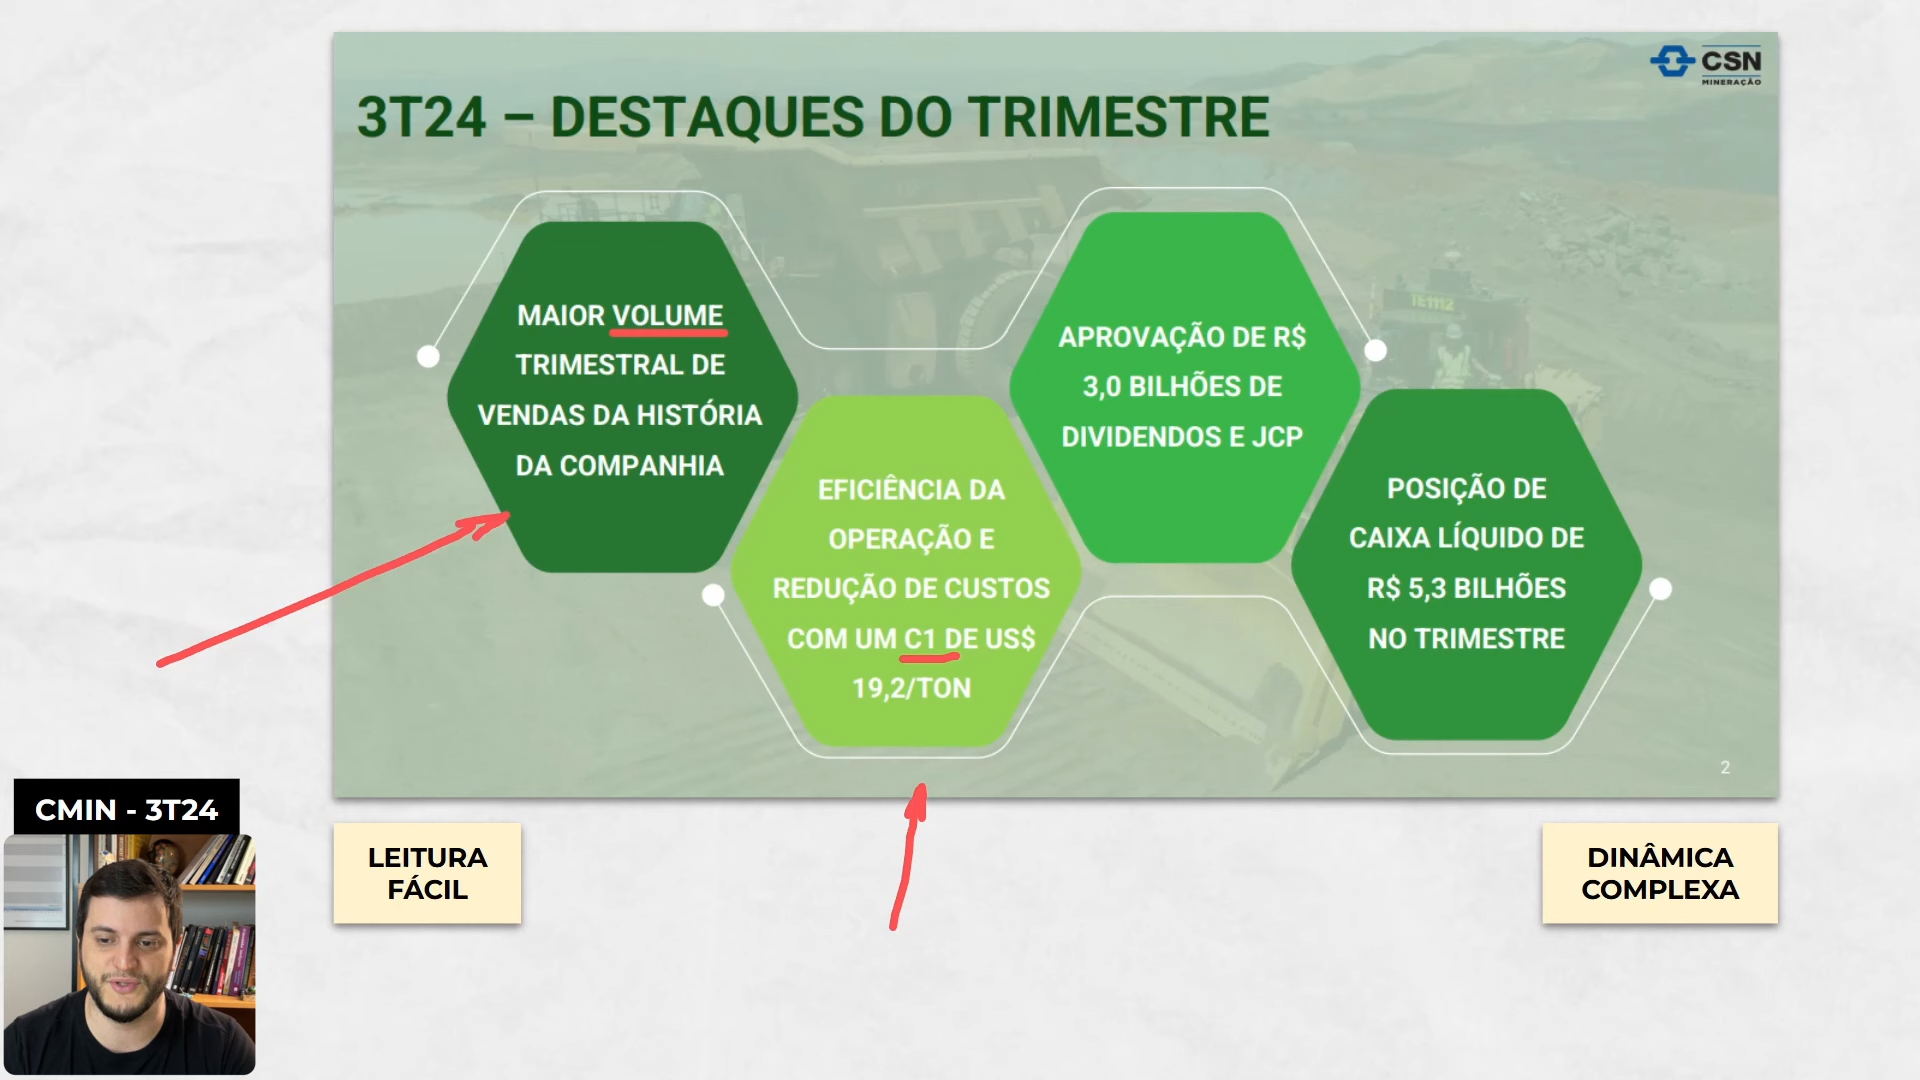 CSN
MINERAÇÃO
3T24 – DESTAQUES DO TRIMESTRE
MAIOR VOLUME
TRIMESTRAL DE
VENDAS DA HISTÓRIA
DA COMPANHIA
EFICIÊNCIA DA
OPERAÇÃO E
REDUÇÃO DE CUSTOS
COM UM C1 DE US$
19,2/TON
APROVAÇÃO DE R$
3,0 BILHÕES DE
DIVIDENDOS E JCP
POSIÇÃO DE
CAIXA LÍQUIDO DE
R$ 5,3 BILHÕES
NO TRIMESTRE
TE1112
2
CMIN - 3T24
LEITURA
FÁCIL
DINÂMICA
COMPLEXA